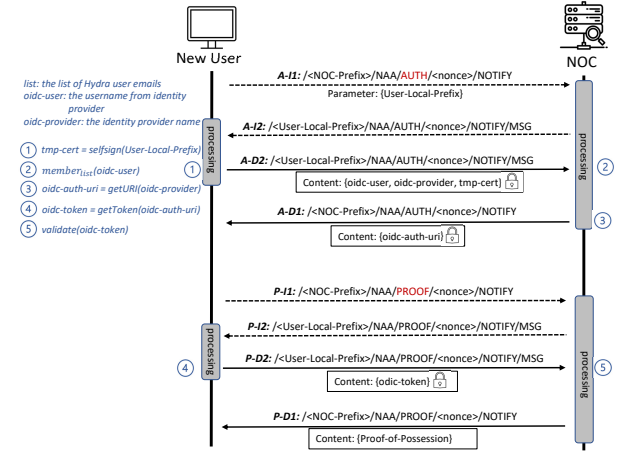 New User
NOC
A-I1: /<NOC-Prefix>/NAA/AUTH/<nonce>/NOTIFY
Parameter: {User-Local-Prefix}
list: the list of Hydra user emails
oidc-user: the username from identity
provider
oidc-provider: the identity provider name
1 tmp-cert = selfsign(User-Local-Prefix)
2 member_List(oidc-user)
3 oidc-auth-uri = getURI(oidc-provider)
4 oidc-token = getToken(oidc-auth-uri)
5 validate(oidc-token)
processing
1
A-I2: /<User-Local-Prefix>/NAA/AUTH/<nonce>/NOTIFY/MSG
A-D2: /<User-Local-Prefix>/NAA/AUTH/<nonce>/NOTIFY/MSG
Content: {oidc-user, oidc-provider, tmp-cert}
processing
2
A-D1: /<NOC-Prefix>/NAA/AUTH/<nonce>/NOTIFY
3
Content: {oidc-auth-uri}
P-I1: /<NOC-Prefix>/NAA/PROOF/<nonce>/NOTIFY
P-I2: /<User-Local-Prefix>/NAA/PROOF/<nonce>/NOTIFY/MSG
processing
4
P-D2: /<User-Local-Prefix>/NAA/PROOF/<nonce>/NOTIFY/MSG
Content: {odic-token}
processing
5
P-D1: /<NOC-Prefix>/NAA/PROOF/<nonce>/NOTIFY
Content: {Proof-of-Possession}